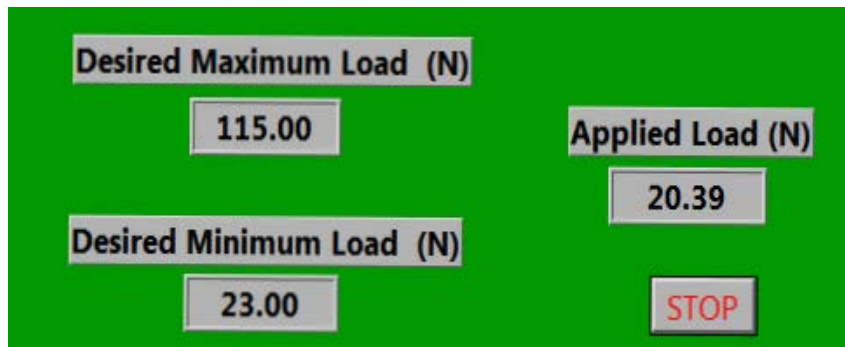 Desired Maximum Load (N)
115.00
Applied Load (N)
20.39
Desired Minimum Load (N)
23.00
STOP